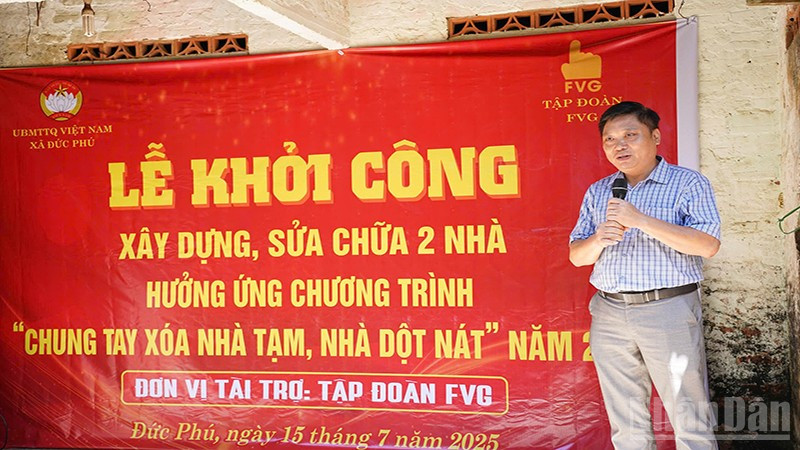 UBMTTQ VIỆT NAM
XÃ ĐỨC PHÚ
FVG
TẬP ĐOÀN
FVG
LỄ KHỞI CÔNG
XÂY DỰNG, SỬA CHỮA 2 NHÀ
HƯỞNG ỨNG CHƯƠNG TRÌNH
“CHUNG TAY XÓA NHÀ TẠM, NHÀ DỘT NÁT” NĂM 2
ĐƠN VỊ TÀI TRỢ: TẬP ĐOÀN FVG
Đức Phú, ngày 15 tháng 7 năm 2025
NhânDân